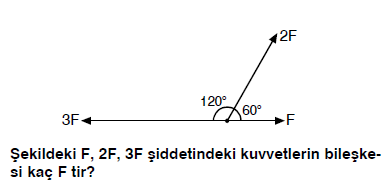 2F
120°
60°
3F
F
Şekildeki F, 2F, 3F şiddetindeki kuvvetlerin bileşke-
si kaç F tir?